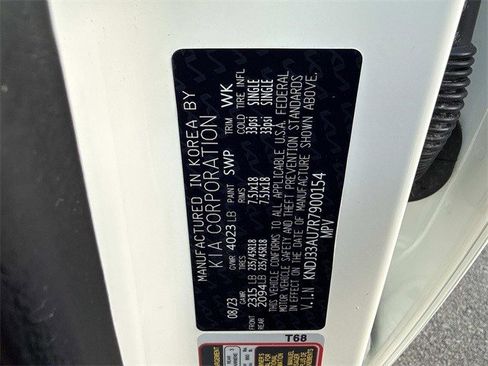 MANUFACTURED IN KOREA BY
KIA CORPORATION
GVWR 4023 LB PAINT SWP TRIM WK
08/23 GAWR TIRES RIMS COLD TIRE INFL
FRONT 2315 LB 235/45R18 7.5Jx18 33psi SINGLE
REAR 2094 LB 235/45R18 7.5Jx18 33psi SINGLE
THIS VEHICLE CONFORMS TO ALL APPLICABLE U.S.A. FEDERAL
MOTOR VEHICLE SAFETY AND THEFT PREVENTION STANDARDS
IN EFFECT ON THE DATE OF MANUFACTURE SHOWN ABOVE.
V.I.N KNDJ33AU7R7900154
MPV
T68